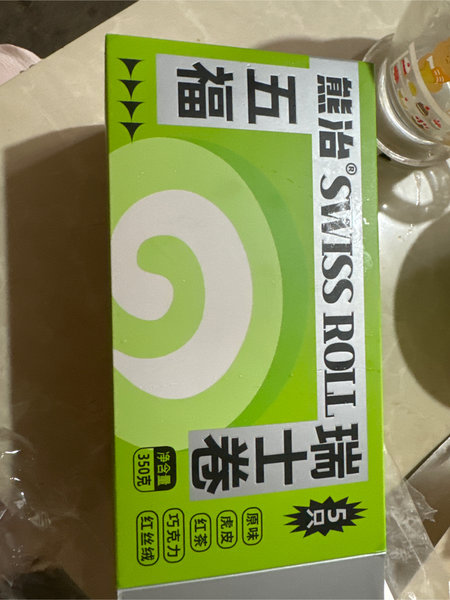 熊治® SWISS ROLL 瑞士卷
五福
5只
原味
虎皮
红茶
巧克力
红丝绒
净含量
350克